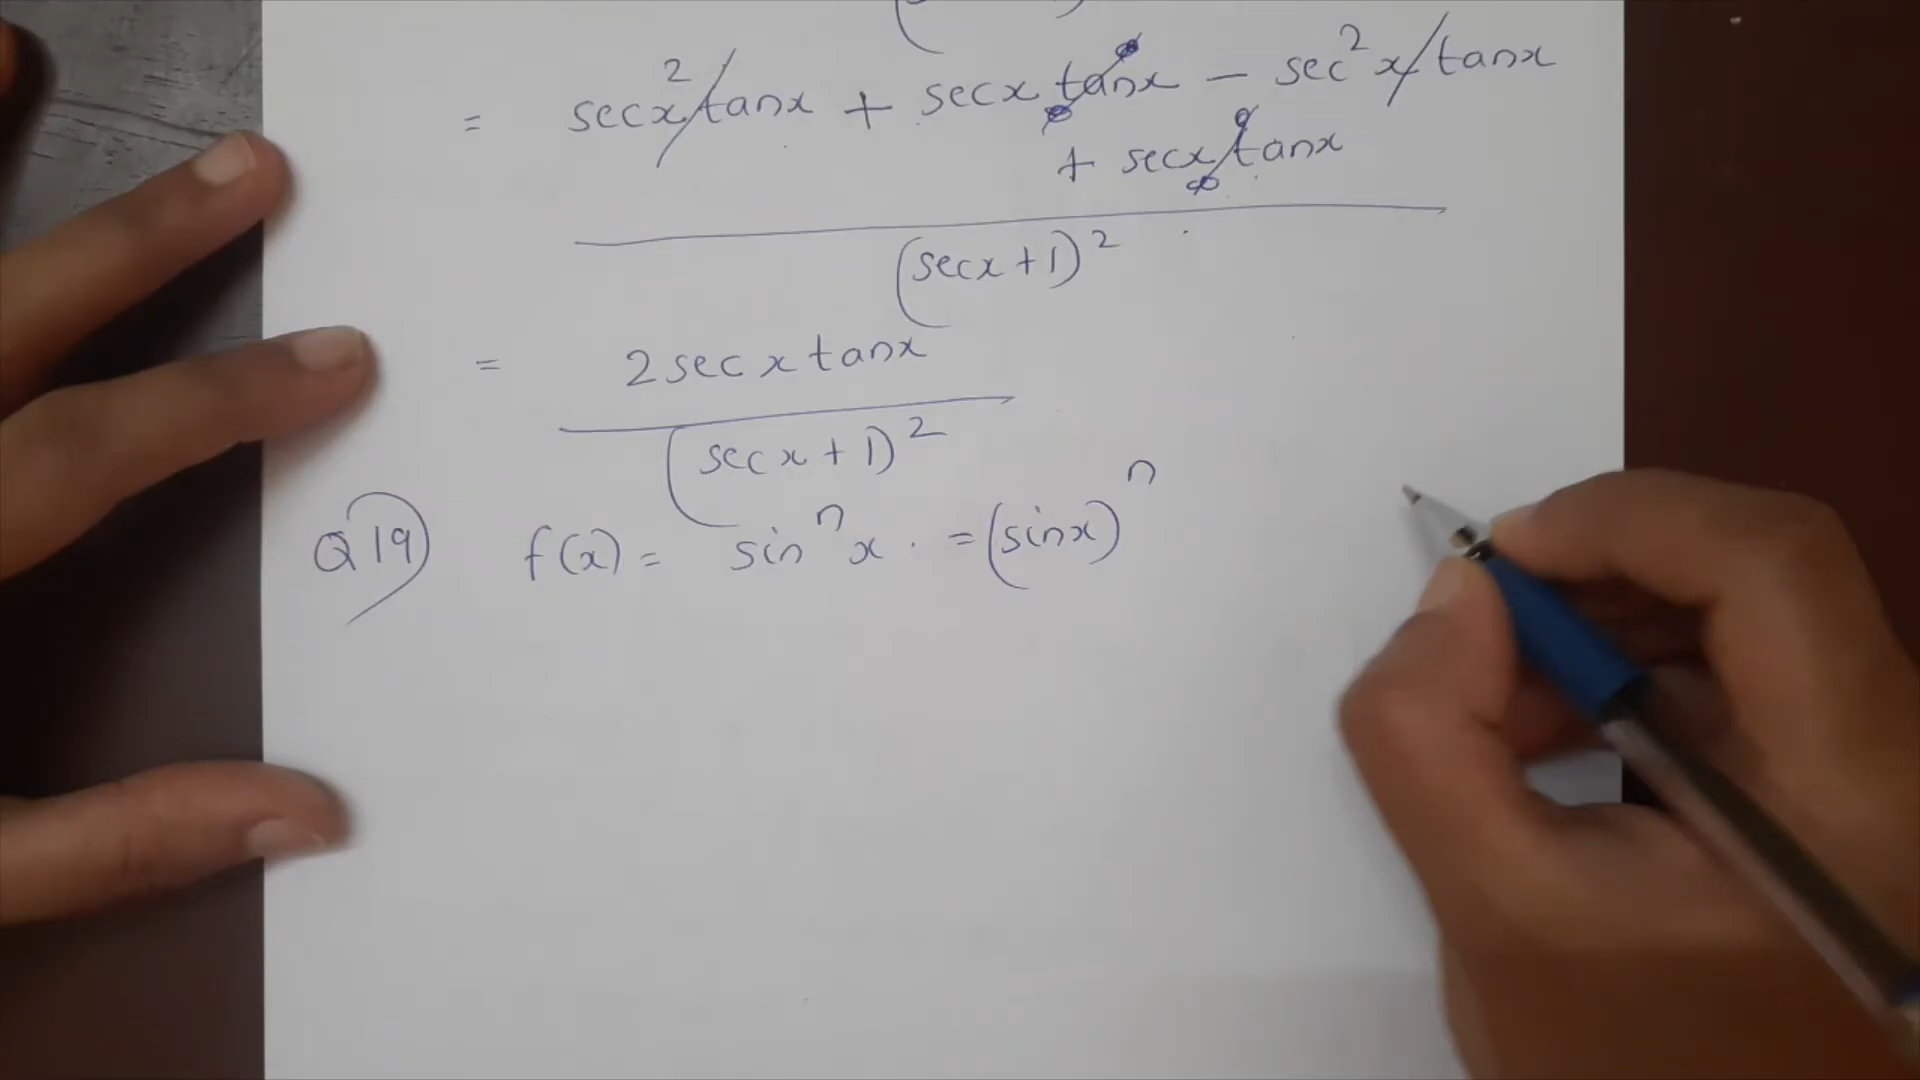 = sec²x tanx + secx tanx - sec²x tanx
+ secx tanx
(secx+1)²
= 2secx tanx
(secx+1)²
Q19) f(x) = sinⁿx . = (sinx)ⁿ